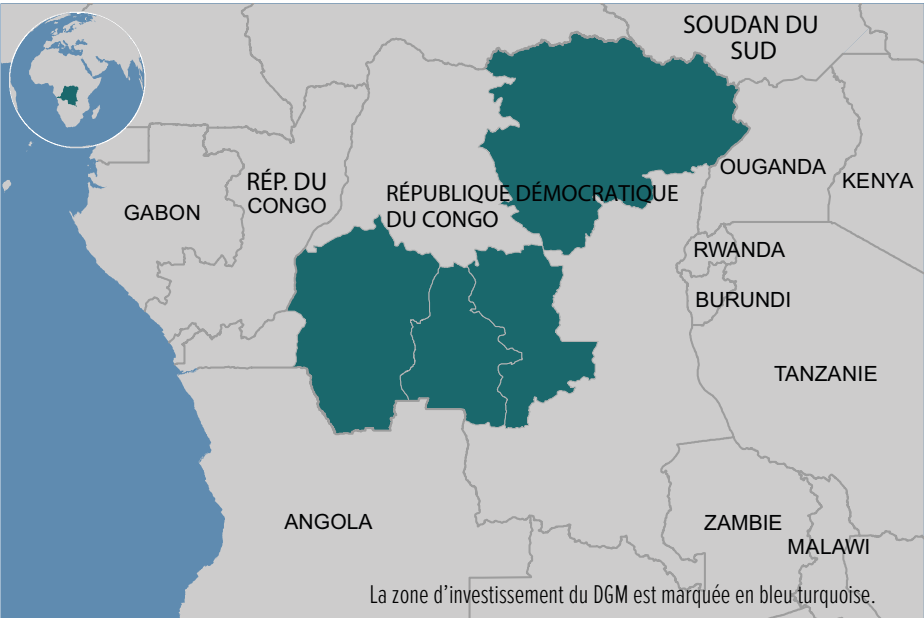 SOUDAN DU
SUD
OUGANDA
KENYA
RÉP. DU
CONGO
GABON
RÉPUBLIQUE DÉMOCRATIQUE
DU CONGO
RWANDA
BURUNDI
TANZANIE
ANGOLA
ZAMBIE
MALAWI
La zone d’investissement du DGM est marquée en bleu turquoise.